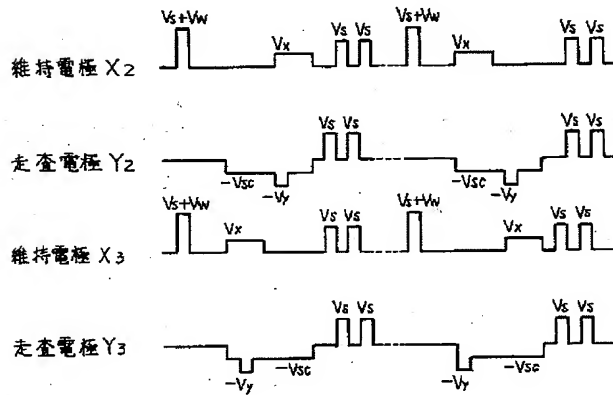 Vs+Vw Vx Vs Vs Vs+Vw Vx Vs Vs
維持電極 X2
Vs Vs Vs Vs
走査電極 Y2
-Vsc -Vy -Vsc -Vy
Vs+Vw Vx Vs Vs Vs+Vw Vx Vs Vs
維持電極 X3
Vs Vs Vs Vs
走査電極 Y3
-Vy -Vsc -Vy -Vsc